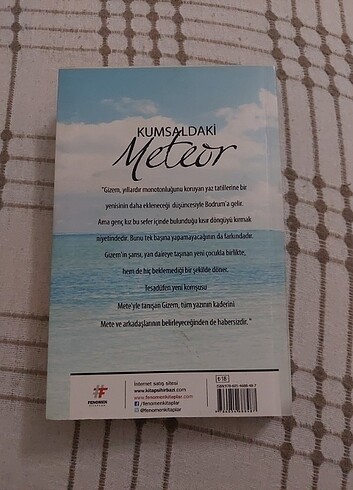 KUMSALDAKİ
Meteor
"Gizem, yıllardır monotonluğunu koruyan yaz tatillerine bir
yenisinin daha ekleneceği düşüncesiyle Bodrum'a gelir.
Ama genç kız bu sefer içinde bulunduğu kısır döngüyü kırmak
niyetindedir. Bunu tek başına yapamayacağının da farkındadır.
Gizem'in şansı, yan daireye taşınan yeni çocukla birlikte,
hem de hiç beklemediği bir şekilde döner.
Tesadüfen yeni komşusu
Mete'yle tanışan Gizem, tüm yazının kaderini
Mete ve arkadaşlarının belirleyeceğinden de habersizdir."
FENOMEN
İnternet satış sitesi
www.kitapsihirbazi.com
www.fenomenkitaplar.com
/fenomenkitaplar
@fenomenkitaplar